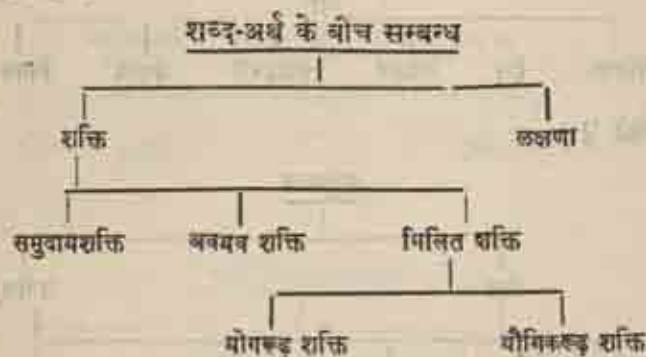 शब्द-अर्थ के बीच सम्बन्ध
शक्ति लक्षणा
समुदायशक्ति अवयव शक्ति मिलित शक्ति
योगरूढ़ शक्ति यौगिकरूढ़ शक्ति